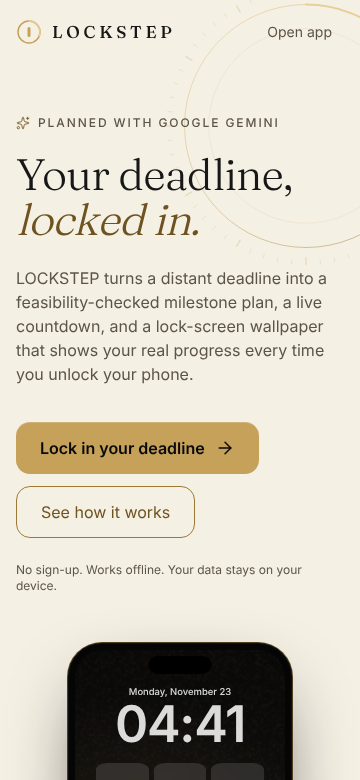 LOCKSTEP
Open app
PLANNED WITH GOOGLE GEMINI
Your deadline,
locked in.
LOCKSTEP turns a distant deadline into a
feasibility-checked milestone plan, a live
countdown, and a lock-screen wallpaper
that shows your real progress every time
you unlock your phone.
Lock in your deadline
See how it works
No sign-up. Works offline. Your data stays on your
device.
Monday, November 23
04:41